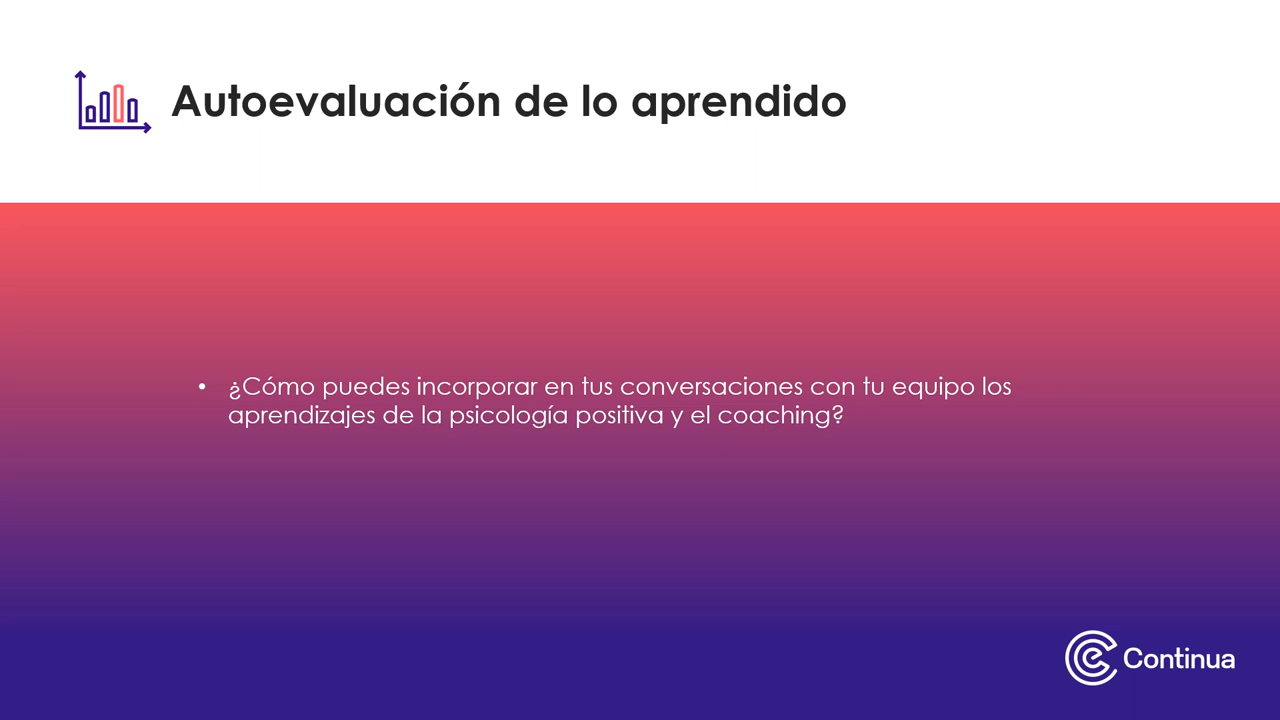 Autoevaluación de lo aprendido
• ¿Cómo puedes incorporar en tus conversaciones con tu equipo los
aprendizajes de la psicología positiva y el coaching?
Continua